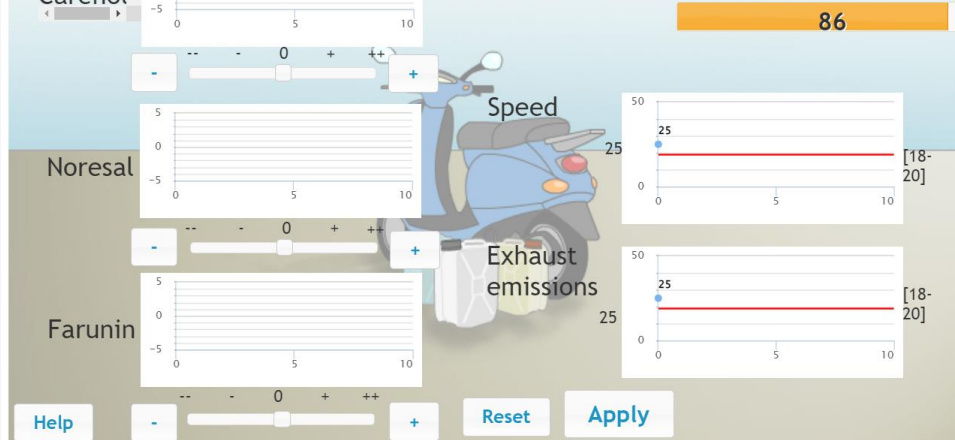 -5
0 5 10
86
-- - 0 + ++
- +
Speed
50
25
0
0 5 10
25
[18-
20]
Noresal
5
0
-5
0 5 10
-- - 0 + ++
- +
Exhaust
emissions
50
25
0
0 5 10
25
[18-
20]
Farunin
5
0
-5
0 5 10
-- - 0 + ++
- +
Help
Reset
Apply